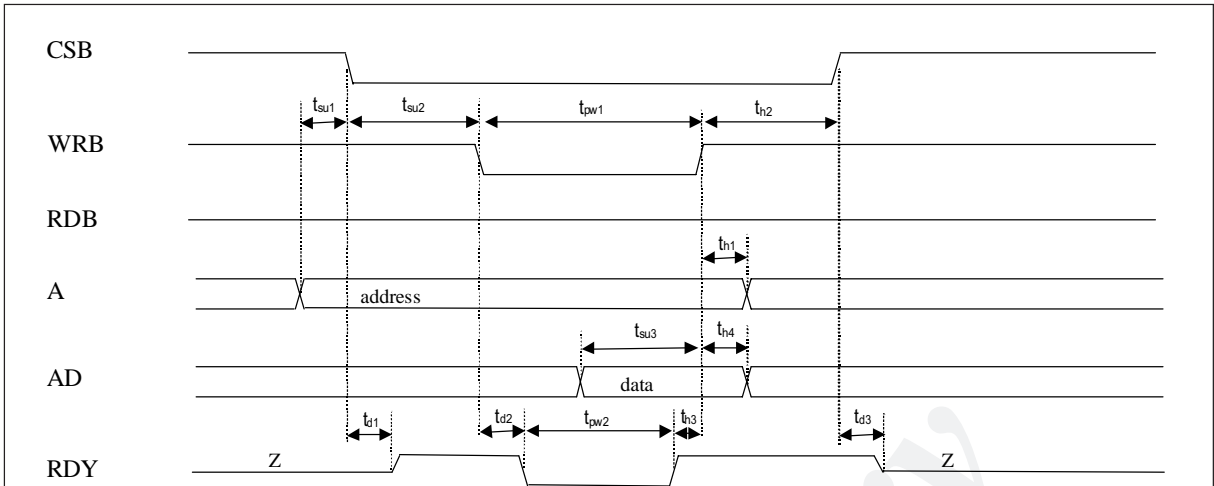 CSB
tsu1 tsu2 tpw1 th2
WRB
RDB
th1
A address
tsu3 th4
AD data
td1 td2 tpw2 th3 td3
RDY Z Z